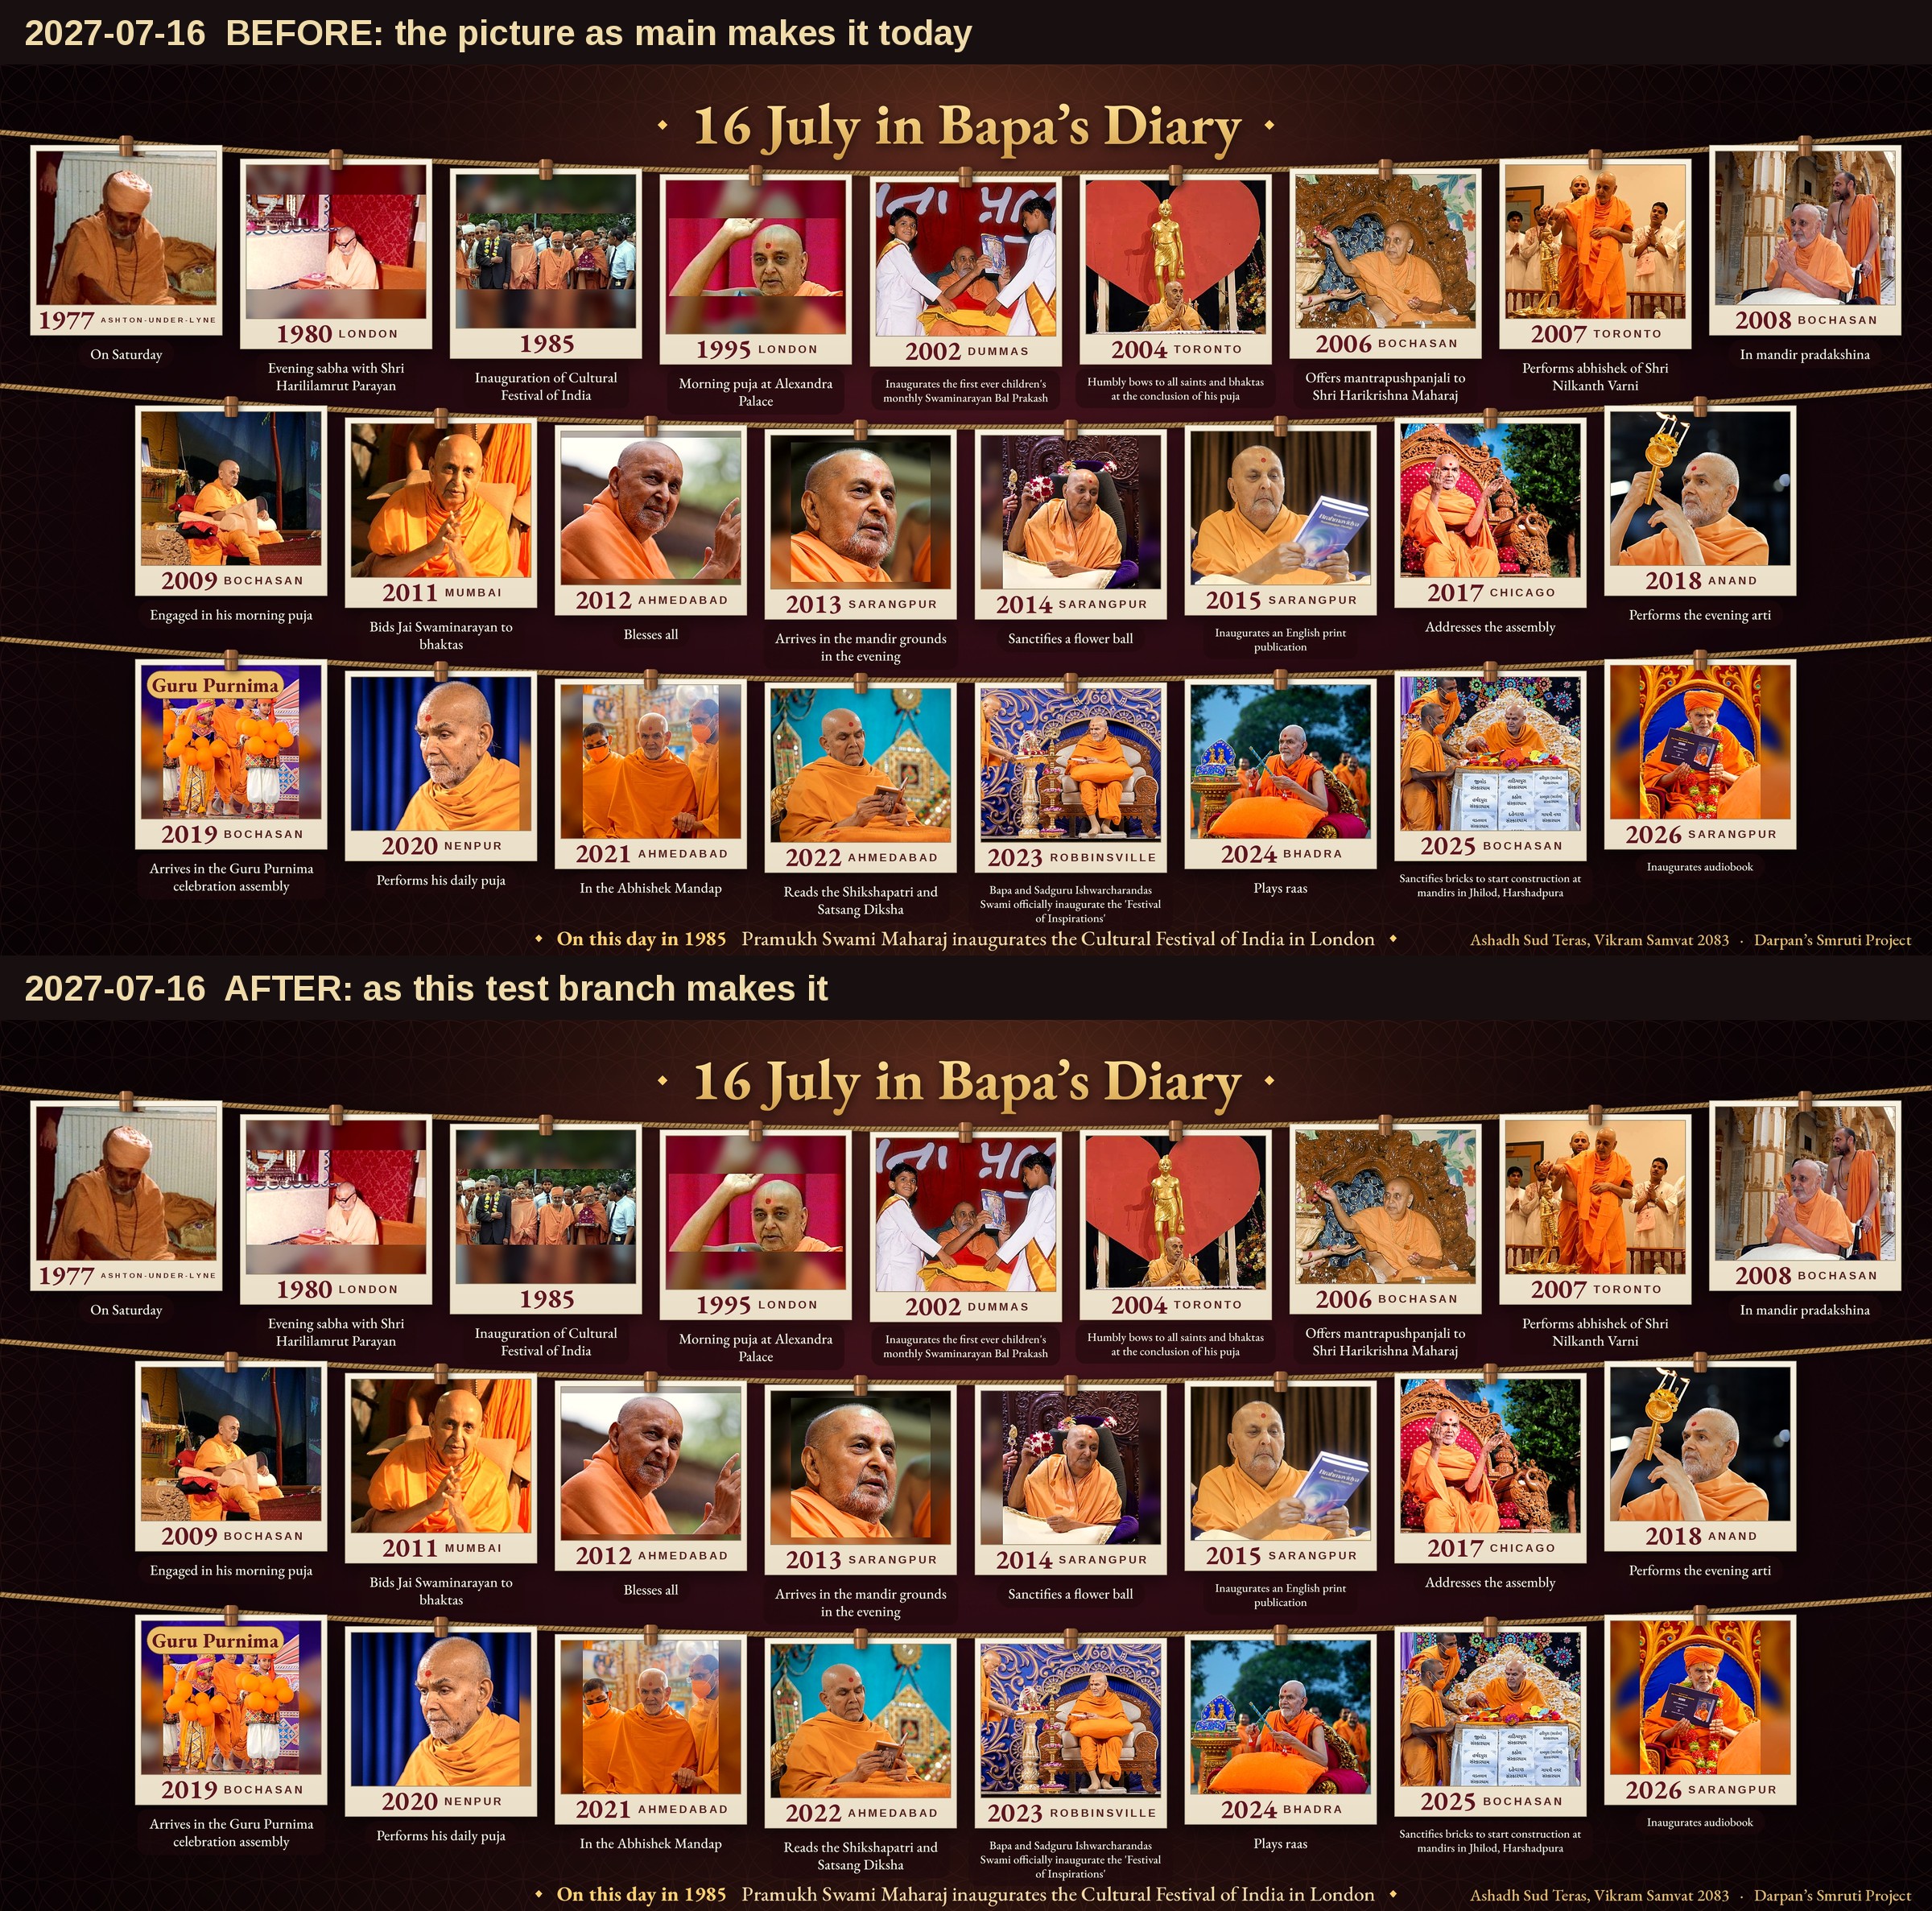 2027-07-16 BEFORE: the picture as main makes it today
16 July in Bapa’s Diary
1977 ASHTON-UNDER-LYNE
On Saturday
1980 LONDON
Evening sabha with Shri
Harililamrut Parayan
1985
Inauguration of Cultural
Festival of India
1995 LONDON
Morning puja at Alexandra
Palace
2002 DUMMAS
Inaugurates the first ever children's
monthly Swaminarayan Bal Prakash
2004 TORONTO
Humbly bows to all saints and bhaktas
at the conclusion of his puja
2006 BOCHASAN
Offers mantrapushpanjali to
Shri Harikrishna Maharaj
2007 TORONTO
Performs abhishek of Shri
Nilkanth Varni
2008 BOCHASAN
In mandir pradakshina
2009 BOCHASAN
Engaged in his morning puja
2011 MUMBAI
Bids Jai Swaminarayan to
bhaktas
2012 AHMEDABAD
Blesses all
2013 SARANGPUR
Arrives in the mandir grounds
in the evening
2014 SARANGPUR
Sanctifies a flower ball
2015 SARANGPUR
Inaugurates an English print
publication
2017 CHICAGO
Addresses the assembly
2018 ANAND
Performs the evening arti
Guru Purnima
2019 BOCHASAN
Arrives in the Guru Purnima
celebration assembly
2020 NENPUR
Performs his daily puja
2021 AHMEDABAD
In the Abhishek Mandap
2022 AHMEDABAD
Reads the Shikshapatri and
Satsang Diksha
2023 ROBBINSVILLE
Bapa and Sadguru Ishwarcharandas
Swami officially inaugurate the 'Festival
of Inspirations'
2024 BHADRA
Plays raas
2025 BOCHASAN
Sanctifies bricks to start construction at
mandirs in Jhilod, Harshadpura
2026 SARANGPUR
Inaugurates audiobook
On this day in 1985 Pramukh Swami Maharaj inaugurates the Cultural Festival of India in London
Ashadh Sud Teras, Vikram Samvat 2083 · Darpan’s Smruti Project
2027-07-16 AFTER: as this test branch makes it
16 July in Bapa’s Diary
1977 ASHTON-UNDER-LYNE
On Saturday
1980 LONDON
Evening sabha with Shri
Harililamrut Parayan
1985
Inauguration of Cultural
Festival of India
1995 LONDON
Morning puja at Alexandra
Palace
2002 DUMMAS
Inaugurates the first ever children's
monthly Swaminarayan Bal Prakash
2004 TORONTO
Humbly bows to all saints and bhaktas
at the conclusion of his puja
2006 BOCHASAN
Offers mantrapushpanjali to
Shri Harikrishna Maharaj
2007 TORONTO
Performs abhishek of Shri
Nilkanth Varni
2008 BOCHASAN
In mandir pradakshina
2009 BOCHASAN
Engaged in his morning puja
2011 MUMBAI
Bids Jai Swaminarayan to
bhaktas
2012 AHMEDABAD
Blesses all
2013 SARANGPUR
Arrives in the mandir grounds
in the evening
2014 SARANGPUR
Sanctifies a flower ball
2015 SARANGPUR
Inaugurates an English print
publication
2017 CHICAGO
Addresses the assembly
2018 ANAND
Performs the evening arti
Guru Purnima
2019 BOCHASAN
Arrives in the Guru Purnima
celebration assembly
2020 NENPUR
Performs his daily puja
2021 AHMEDABAD
In the Abhishek Mandap
2022 AHMEDABAD
Reads the Shikshapatri and
Satsang Diksha
2023 ROBBINSVILLE
Bapa and Sadguru Ishwarcharandas
Swami officially inaugurate the 'Festival
of Inspirations'
2024 BHADRA
Plays raas
2025 BOCHASAN
Sanctifies bricks to start construction at
mandirs in Jhilod, Harshadpura
2026 SARANGPUR
Inaugurates audiobook
On this day in 1985 Pramukh Swami Maharaj inaugurates the Cultural Festival of India in London
Ashadh Sud Teras, Vikram Samvat 2083 · Darpan’s Smruti Project